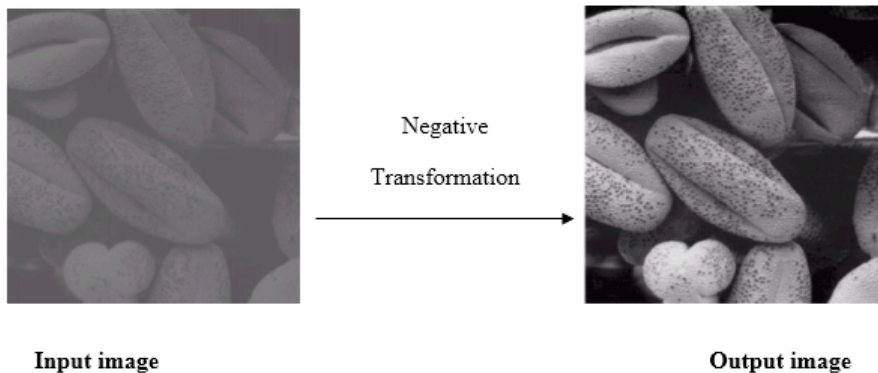 Negative
Transformation
Input image
Output image